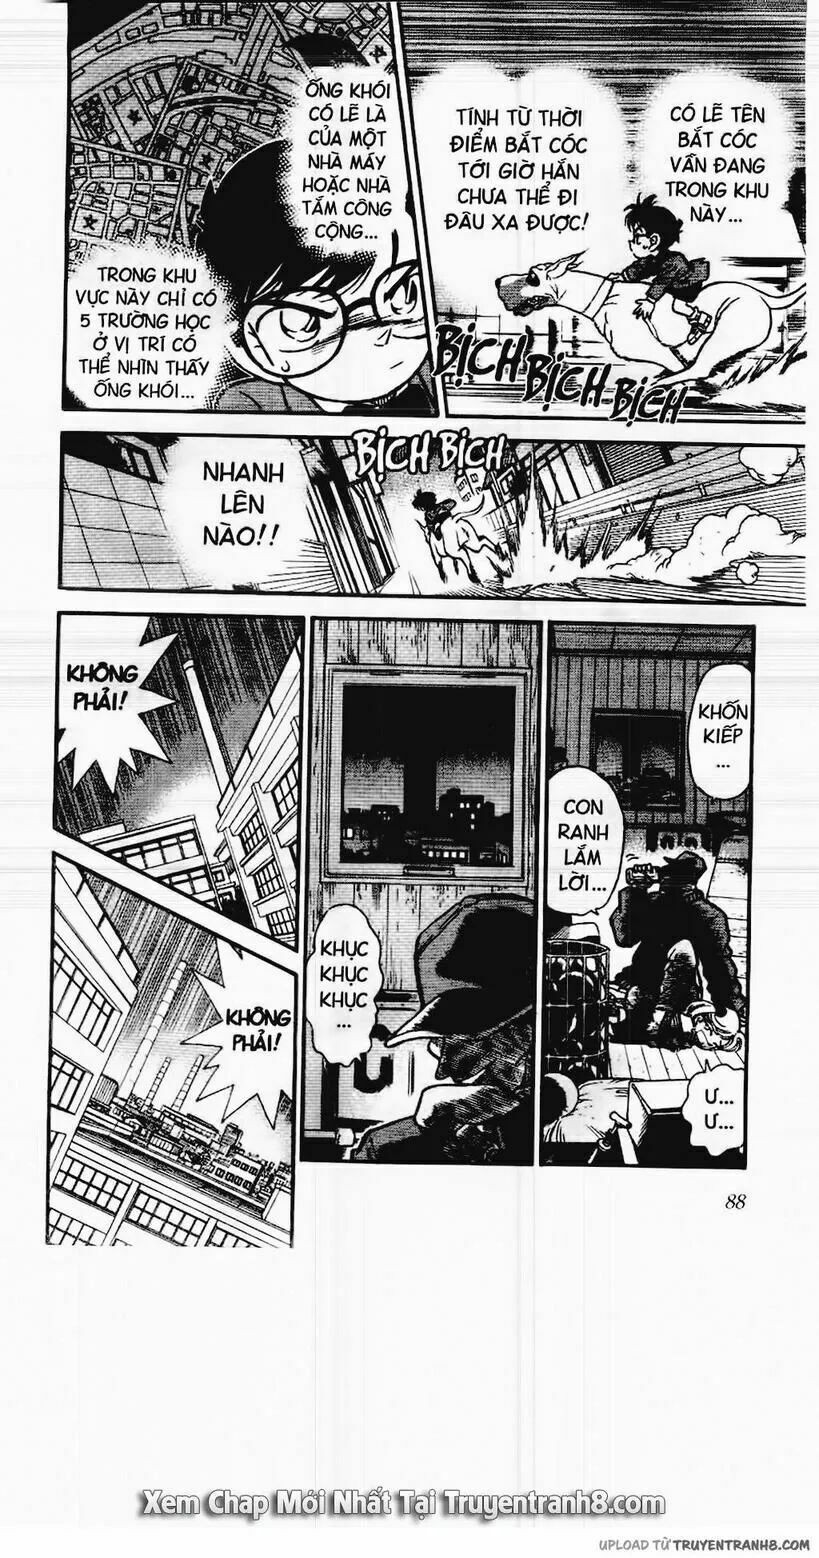 CÓ LẼ TÊN
BẮT CÓC
VẪN ĐANG
TRONG KHU
NÀY...
TÍNH TỪ THỜI
ĐIỂM BẮT CÓC
TỚI GIỜ HẮN
CHƯA THỂ ĐI
ĐÂU XA ĐƯỢC!
BỊCH
BỊCH
BỊCH
ỐNG KHÓI
CÓ LẼ LÀ
CỦA MỘT
NHÀ MÁY
HOẶC NHÀ
TẮM CÔNG
CỘNG...
TRONG KHU
VỰC NÀY CHỈ CÓ
5 TRƯỜNG HỌC
Ở VỊ TRÍ CÓ
THỂ NHÌN THẤY
ỐNG KHÓI...
BỊCH BỊCH
NHANH
LÊN
NÀO!!
KHỐN
KIẾP
...
CON
RANH
LẮM
LỜI...
Ư...
Ư...
KHỤC
KHỤC
KHỤC
...
KHÔNG
PHẢI!
KHÔNG
PHẢI!
88
Xem Chap Mới Nhất Tại Truyentranh8.com
UPLOAD TỪ TRUYENTRANH8.COM